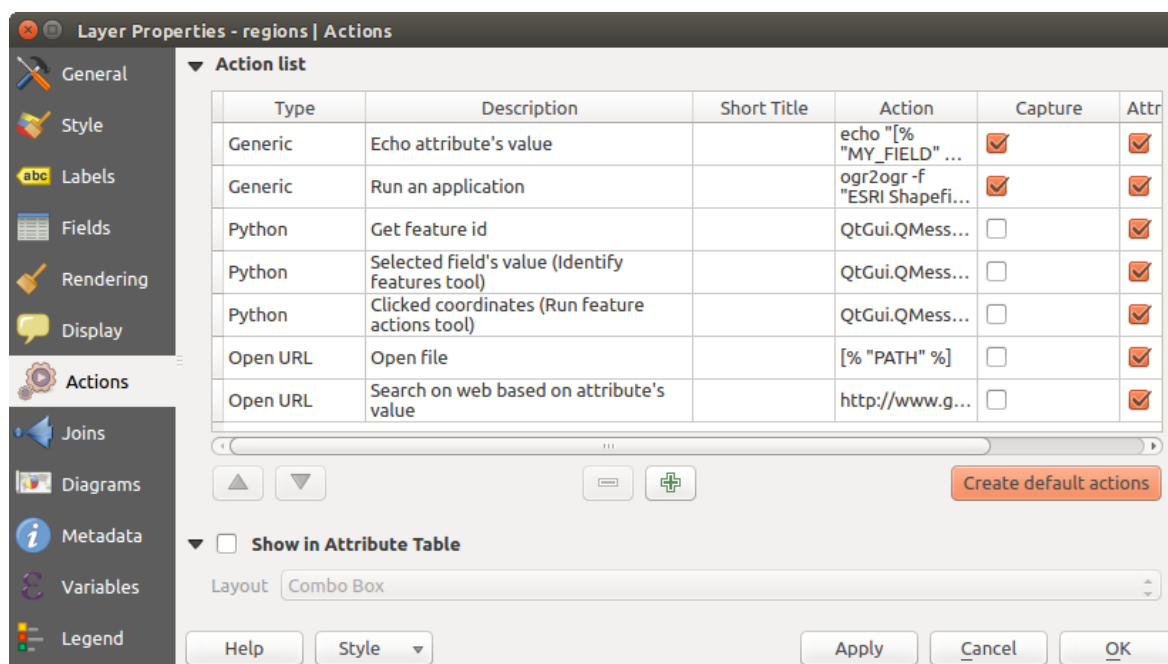 Layer Properties - regions | Actions
General
Style
abc Labels
Fields
Rendering
Display
Actions
Joins
Diagrams
Metadata
Variables
Legend
Action list
Type Description Short Title Action Capture Attr
Generic Echo attribute's value echo "[%
"MY_FIELD" ...
Generic Run an application ogr2ogr -f
"ESRI Shapefi...
Python Get feature id QtGui.QMess...
Python Selected field's value (Identify
features tool) QtGui.QMess...
Python Clicked coordinates (Run feature
actions tool) QtGui.QMess...
Open URL Open file [% "PATH" %]
Open URL Search on web based on attribute's
value http://www.g...
Create default actions
Show in Attribute Table
Layout Combo Box
Help Style Apply Cancel OK